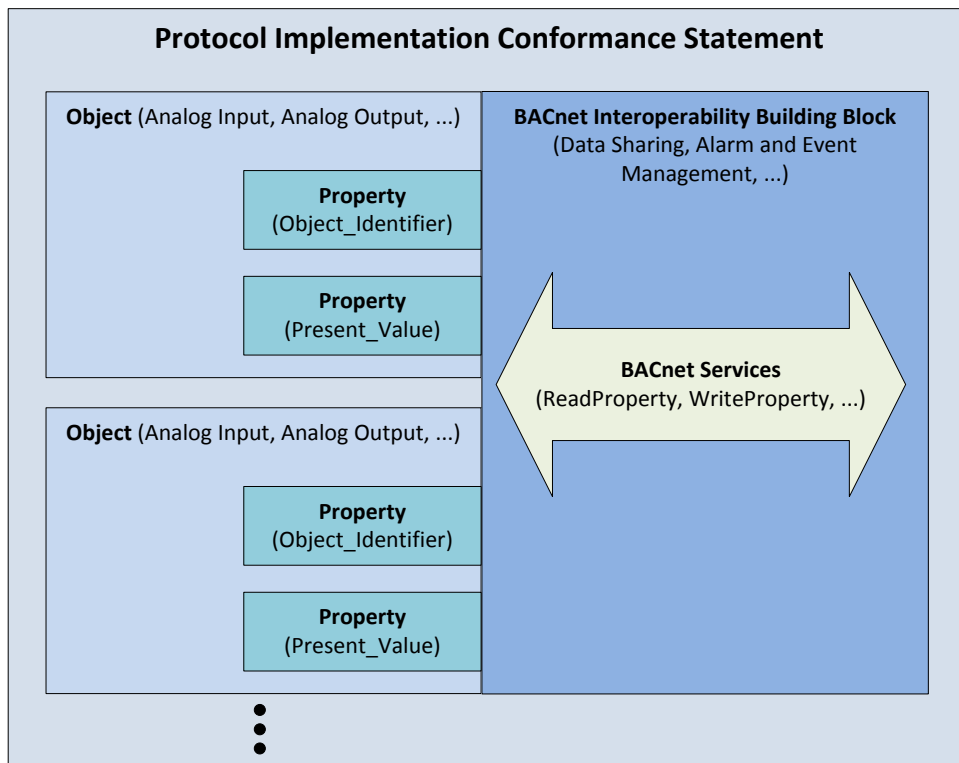 Protocol Implementation Conformance Statement
Object (Analog Input, Analog Output, ...)
Property
(Object_Identifier)
Property
(Present_Value)
Object (Analog Input, Analog Output, ...)
Property
(Object_Identifier)
Property
(Present_Value)
BACnet Interoperability Building Block
(Data Sharing, Alarm and Event
Management, ...)
BACnet Services
(ReadProperty, WriteProperty, ...)